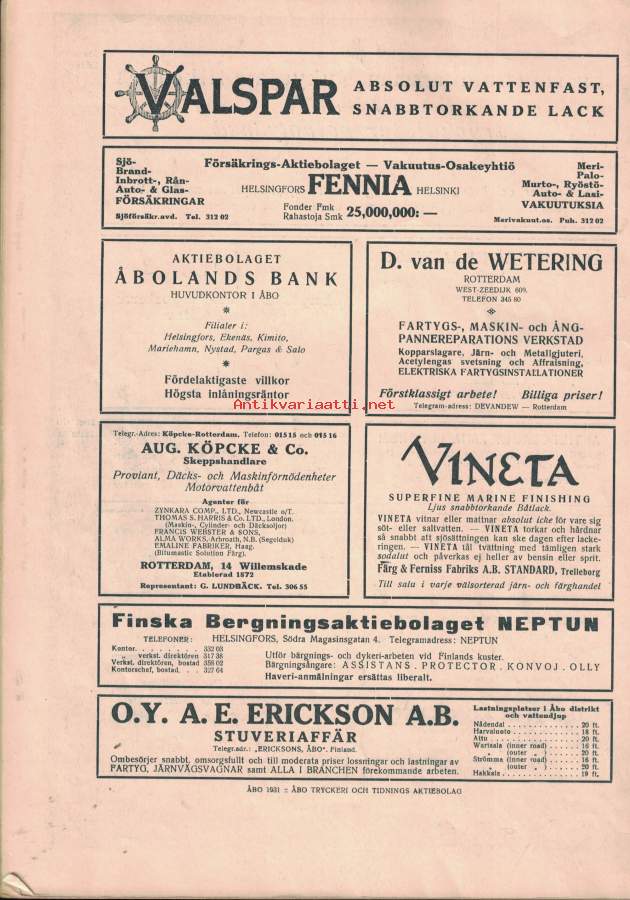 VALSPAR
ABSOLUT VATTENFAST,
SNABBTORKANDE LACK
Sjö-
Brand-
Inbrott-, Rån-
Auto- & Glas-
FÖRSÄKRINGAR
Sjöförsäkr.avd. Tel. 312 02
Försäkrings-Aktiebolaget — Vakuutus-Osakeyhtiö
HELSINGFORS FENNIA HELSINKI
Fonder Fmk
Rahastoja Smk 25,000,000: —
Meri-
Palo-
Murto-, Ryöstö-
Auto- & Lasi-
VAKUUTUKSIA
Merivakuut.os. Puh. 312 02
AKTIEBOLAGET
ÅBOLANDS BANK
HUVUDKONTOR I ÅBO
Filialer i:
Helsingfors, Ekenäs, Kimito,
Mariehamn, Nystad, Pargas & Salo
Fördelaktigaste villkor
Högsta inlåningsräntor
D. van de WETERING
ROTTERDAM
WEST-ZEEDIJK 609.
TELEFON 345 80
FARTYGS-, MASKIN- och ÅNG-
PANNEREPARATIONS VERKSTAD
Kopparslagare, Järn- och Metallgjuteri,
Acetylengas svetsning och Affraisning,
ELEKTRISKA FARTYGSINSTALLATIONER
Förstklassigt arbete! Billiga priser!
Telegram-adress: DEVANDEW — Rotterdam
Antikvariaatti.net
Telegr.-Adres: Köpcke-Rotterdam. Telefon: 015 15 och 015 16
AUG. KÖPCKE & Co.
Skeppshandlare
Proviant, Däcks- och Maskinförnödenheter
Motorvattenbåt
Agentur för
ZYNKARA COMP., LTD., Newcastle o/T.
THOMAS S. HARRIS & Co. LTD., London.
(Maskin-, Cylinder- och Däcksoljor)
FRANCIS WEBSTER & SONS,
ALMA WORKS, Arbroath, N.B. (Segelduk)
EMALINE FABRIKER, Haag.
(Bitumastic Solution Färg).
ROTTERDAM, 14 Willemskade
Etablerad 1872
Representant: G. LUNDBÄCK. Tel. 306 55
VINETA
SUPERFINE MARINE FINISHING
Ljus snabbtorkande Båtlack.
VINETA vitnar eller mattnar absolut icke för vare sig
söt- eller saltvatten. — VINETA torkar och hårdnar
så snabbt att sjösättningen kan ske dagen efter lacke-
ringen. — VINETA tål tvättning med tämligen stark
sodalut och påverkas ej heller av bensin eller sprit.
Färg & Ferniss Fabriks A.B. STANDARD, Trelleborg
Till salu i varje välsorterad järn- och färghandel
Finska Bergningsaktiebolaget NEPTUN
TELEFONER:
Kontor. . . . . . . . . 332 03
„ verkst. direktören 317 36
Verkst. direktören, bostad 358 02
Kontorschef, bostad. . . 327 64
HELSINGFORS, Södra Magasinsgatan 4. Telegramadress: NEPTUN
Utför bärgnings- och dykeri-arbeten vid Finlands kuster.
Bärgningsångare: ASSISTANS . PROTECTOR . KONVOJ . OLLY
Haveri-anmälningar ersättas liberalt.
O.Y. A. E. ERICKSON A.B.
STUVERIAFFÄR
Telegr.adr.: „ERICKSONS, ÅBO“. Finland.
Ombesörjer snabbt, omsorgsfullt och till moderata priser lossningar och lastningar av
FARTYG, JÄRNVÄGSVAGNAR samt ALLA I BRANCHEN förekommande arbeten.
Lastningsplatser i Åbo distrikt
och vattendjup
Nådendal . . . . . . . . 20 ft.
Harvaluoto . . . . . . . 18 ft.
Attu . . . . . . . . . . 20 ft.
Wartsala (inner road) . . . . . 16 ft.
„ (outer „ ) . . . . . 20 ft.
Strömma (inner road) . . . . . 16 ft.
„ (outer „ ) . . . . . 20 ft.
Hakkala . . . . . . . . . 19 ft.
ÅBO 1931 :: ÅBO TRYCKERI OCH TIDNINGS AKTIEBOLAG